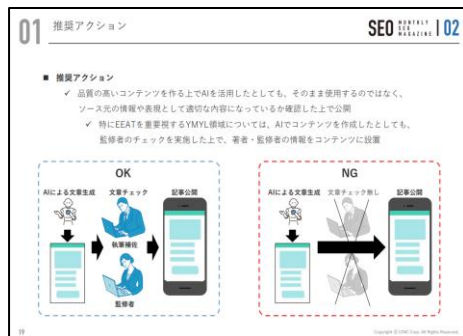 01 推奨アクション
SEO MONTHLY SEO MAGAZINE | 02
■ 推奨アクション
✓ 品質の高いコンテンツを作る上でAIを活用したとしても、そのまま使用するのではなく、
ソース元の情報や表現として適切な内容になっているか確認した上で公開
✓ 特にEEATを重要視するYMYL領域については、AIでコンテンツを作成したとしても、
監修者のチェックを実施した上で、著者・監修者の情報をコンテンツに設置
OK
AIによる文章生成 文章チェック 記事公開
執筆補佐
監修者
NG
AIによる文章生成 文章チェック無し 記事公開
19
Copyright © CINC Corp. All Rights Reserved.